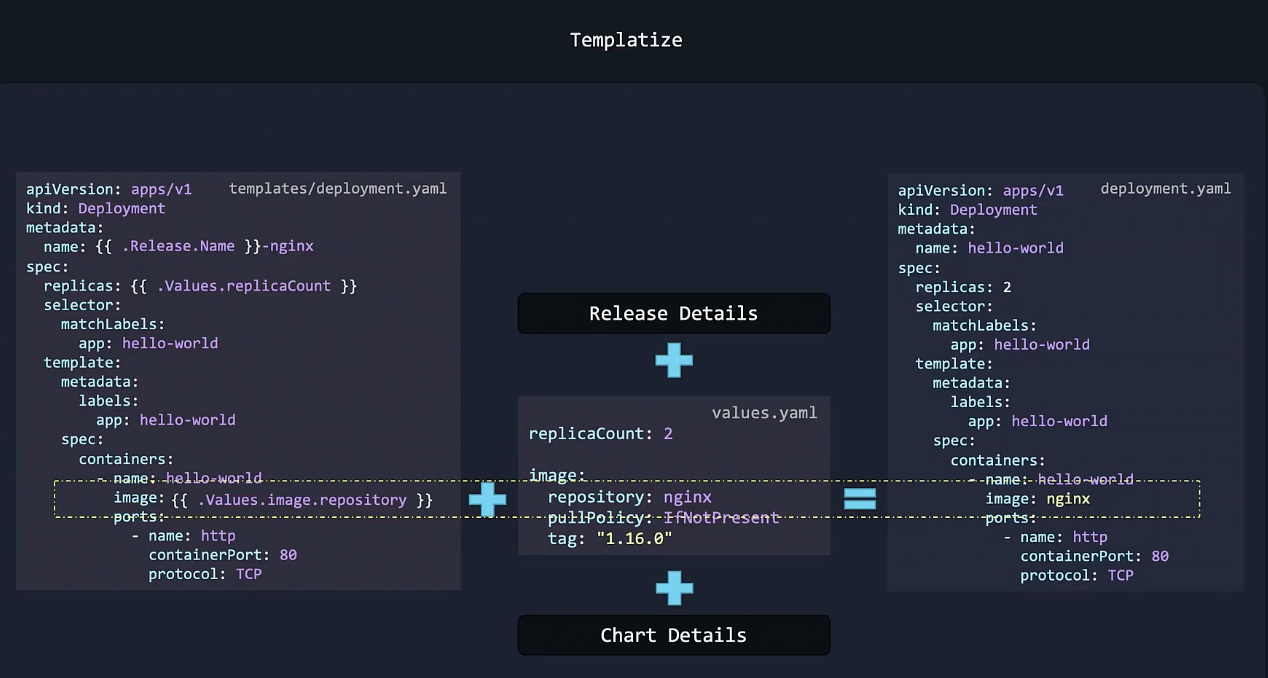 Templatize
templates/deployment.yaml
apiVersion: apps/v1
kind: Deployment
metadata:
  name: {{ .Release.Name }}-nginx
spec:
  replicas: {{ .Values.replicaCount }}
  selector:
    matchLabels:
      app: hello-world
  template:
    metadata:
      labels:
        app: hello-world
    spec:
      containers:
        - name: hello-world
          image: {{ .Values.image.repository }}
          ports:
            - name: http
              containerPort: 80
              protocol: TCP
Release Details
values.yaml
replicaCount: 2
image:
  repository: nginx
  pullPolicy: IfNotPresent
  tag: "1.16.0"
Chart Details
deployment.yaml
apiVersion: apps/v1
kind: Deployment
metadata:
  name: hello-world
spec:
  replicas: 2
  selector:
    matchLabels:
      app: hello-world
  template:
    metadata:
      labels:
        app: hello-world
    spec:
      containers:
        - name: hello-world
          image: nginx
          ports:
            - name: http
              containerPort: 80
              protocol: TCP